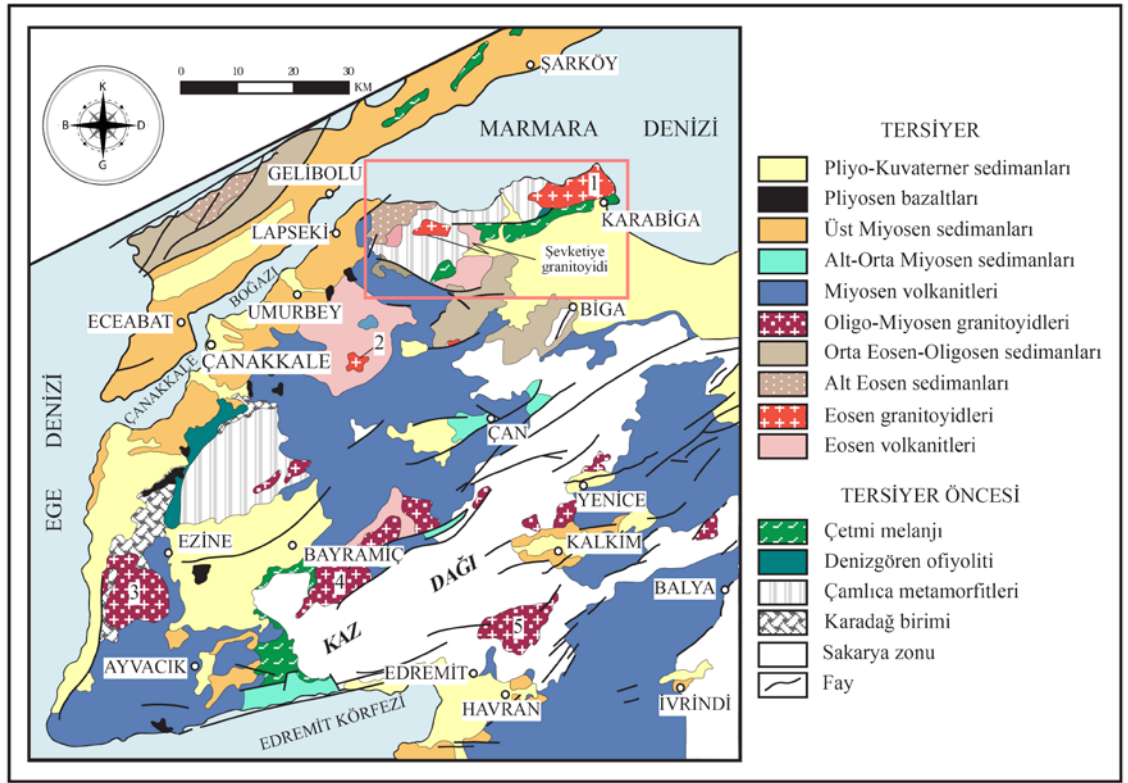 K
B
D
G
0
10
20
30
KM
ŞARKÖY
MARMARA DENİZİ
GELİBOLU
1
KARABİGA
LAPSEKİ
Şevketiye
granitoyidi
BOĞAZI
UMURBEY
BİGA
ECEABAT
2
ÇANAKKALE
ÇANAKKALE
EGE DENİZİ
ÇAN
YENİCE
EZİNE
BAYRAMİÇ
KALKIM
3
4
DAĞI
BALYA
KAZ
5
AYVACIK
EDREMİT
HAVRAN
İVRİNDİ
EDREMİT KÖRFEZİ
TERSİYER
Pliyo-Kuvaterner sedimanları
Pliyosen bazaltları
Üst Miyosen sedimanları
Alt-Orta Miyosen sedimanları
Miyosen volkanitleri
Oligo-Miyosen granitoyidleri
Orta Eosen-Oligosen sedimanları
Alt Eosen sedimanları
Eosen granitoyidleri
Eosen volkanitleri
TERSİYER ÖNCESİ
Çetmi melanjı
Denizgören ofiyoliti
Çamlıca metamorfitleri
Karadağ birimi
Sakarya zonu
Fay